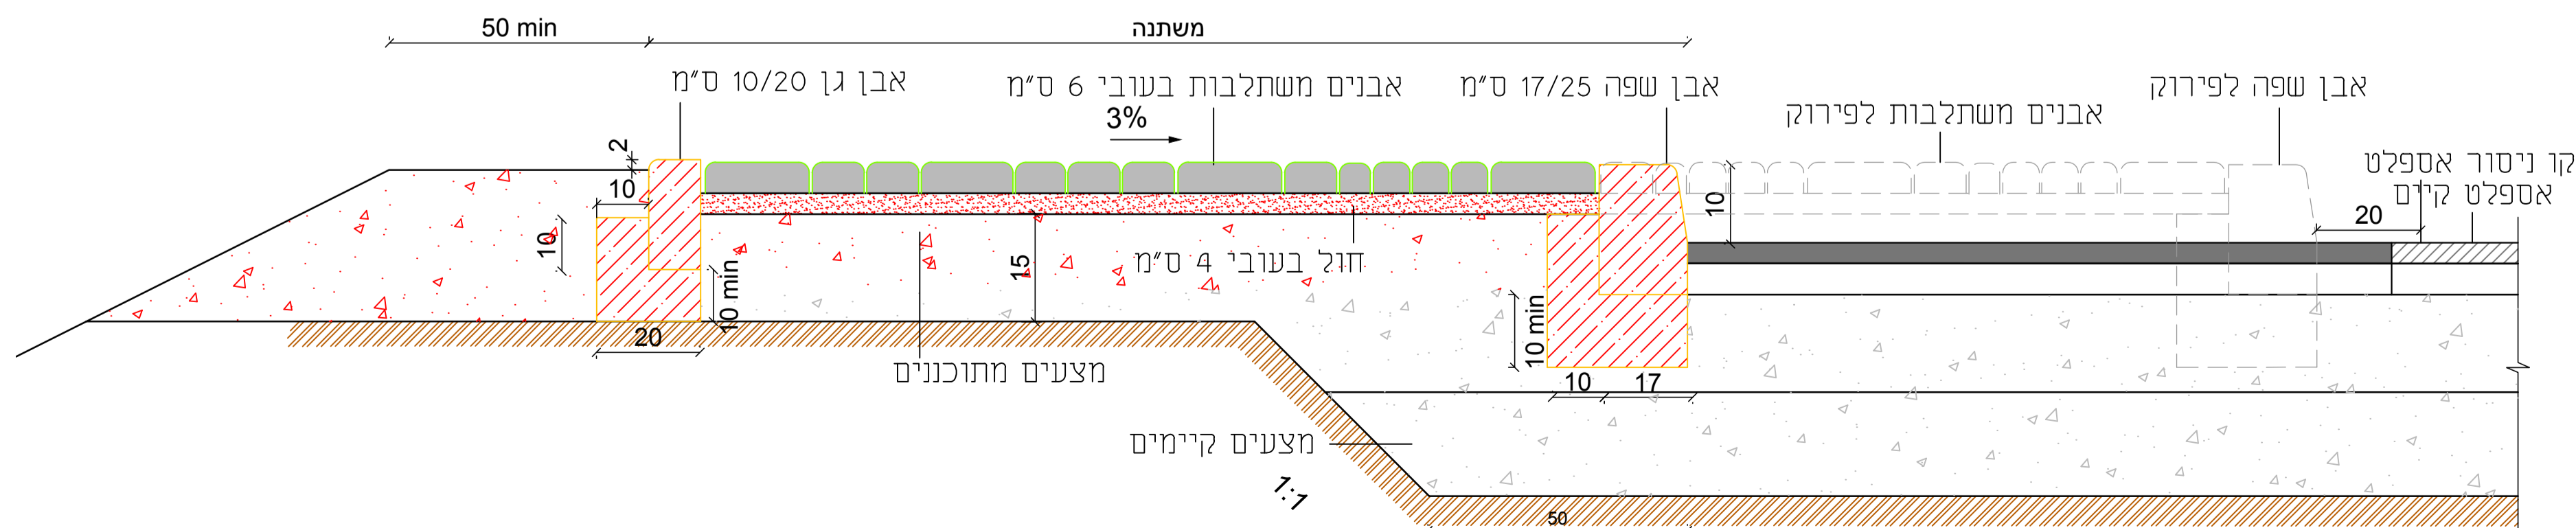 50 min
משתנה
אבן גן 10/20 ס"מ
אבנים משתלבות בעובי 6 ס"מ
אבן שפה 17/25 ס"מ
אבן שפה לפירוק
אבנים משתלבות לפירוק
3%
קו ניסור אספלט
אספלט קיים
2
10
10
20
10
10 min
15
חול בעובי 4 ס"מ
10 min
20
10
17
מצעים מתוכננים
מצעים קיימים
1:1
50